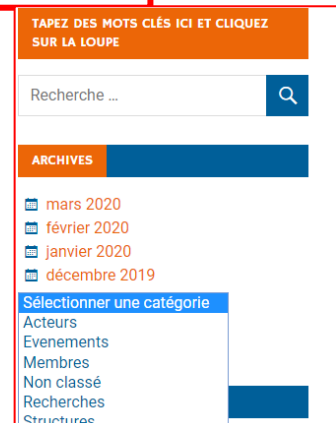 TAPEZ DES MOTS CLÉS ICI ET CLIQUEZ
SUR LA LOUPE
Recherche ...
ARCHIVES
mars 2020
février 2020
janvier 2020
décembre 2019
Sélectionner une catégorie
Acteurs
Evenements
Membres
Non classé
Recherches
Structures